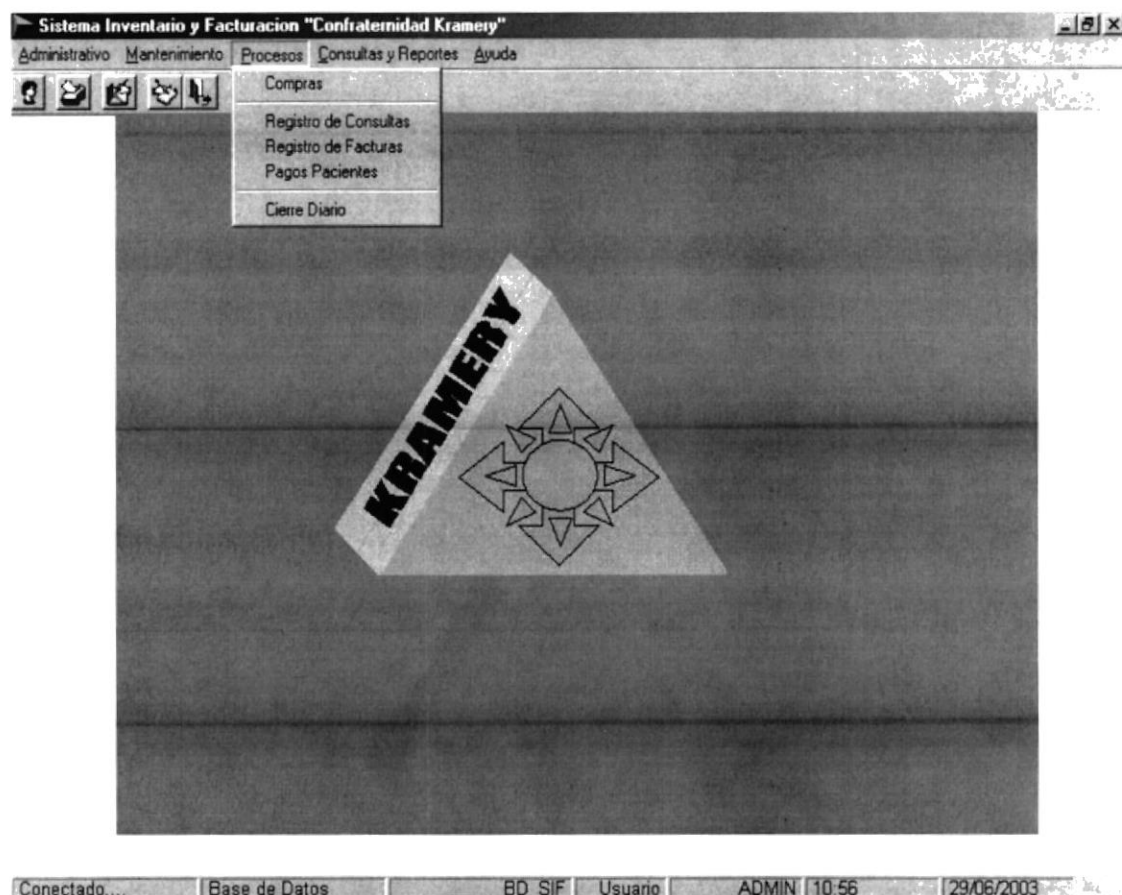 Sistema Inventario y Facturacion "Confraternidad Kramery"
Administrativo Mantenimiento Procesos Consultas y Reportes Ayuda
Compras
Registro de Consultas
Registro de Facturas
Pagos Pacientes
Cierre Diario
KRAMERY
Conectado.... Base de Datos BD_SIF Usuario ADMIN 10:56 29/06/2003